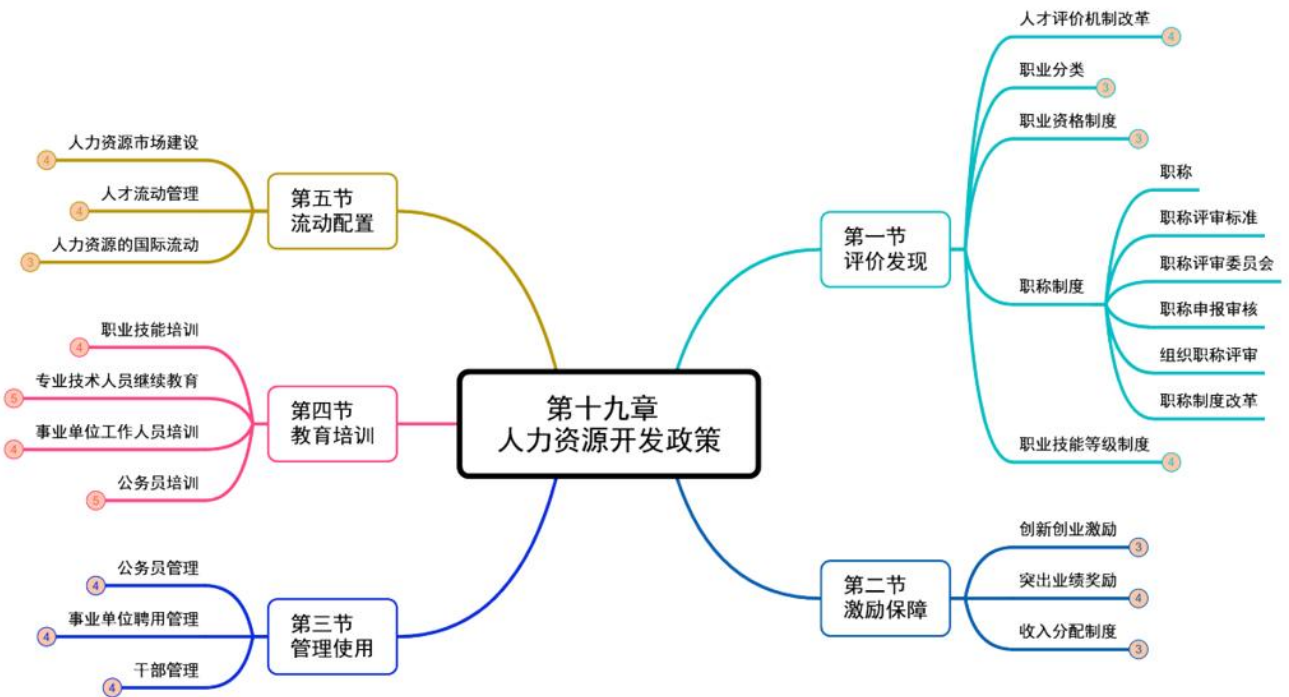 第十九章
人力资源开发政策
第一节
评价发现
人才评价机制改革
4
职业分类
3
职业资格制度
3
职称制度
职称
职称评审标准
职称评审委员会
职称申报审核
组织职称评审
职称制度改革
职业技能等级制度
4
第二节
激励保障
创新创业激励
3
突出业绩奖励
4
收入分配制度
3
第三节
管理使用
公务员管理
4
事业单位聘用管理
4
干部管理
4
第四节
教育培训
职业技能培训
4
专业技术人员继续教育
5
事业单位工作人员培训
4
公务员培训
5
第五节
流动配置
人力资源市场建设
4
人才流动管理
4
人力资源的国际流动
3